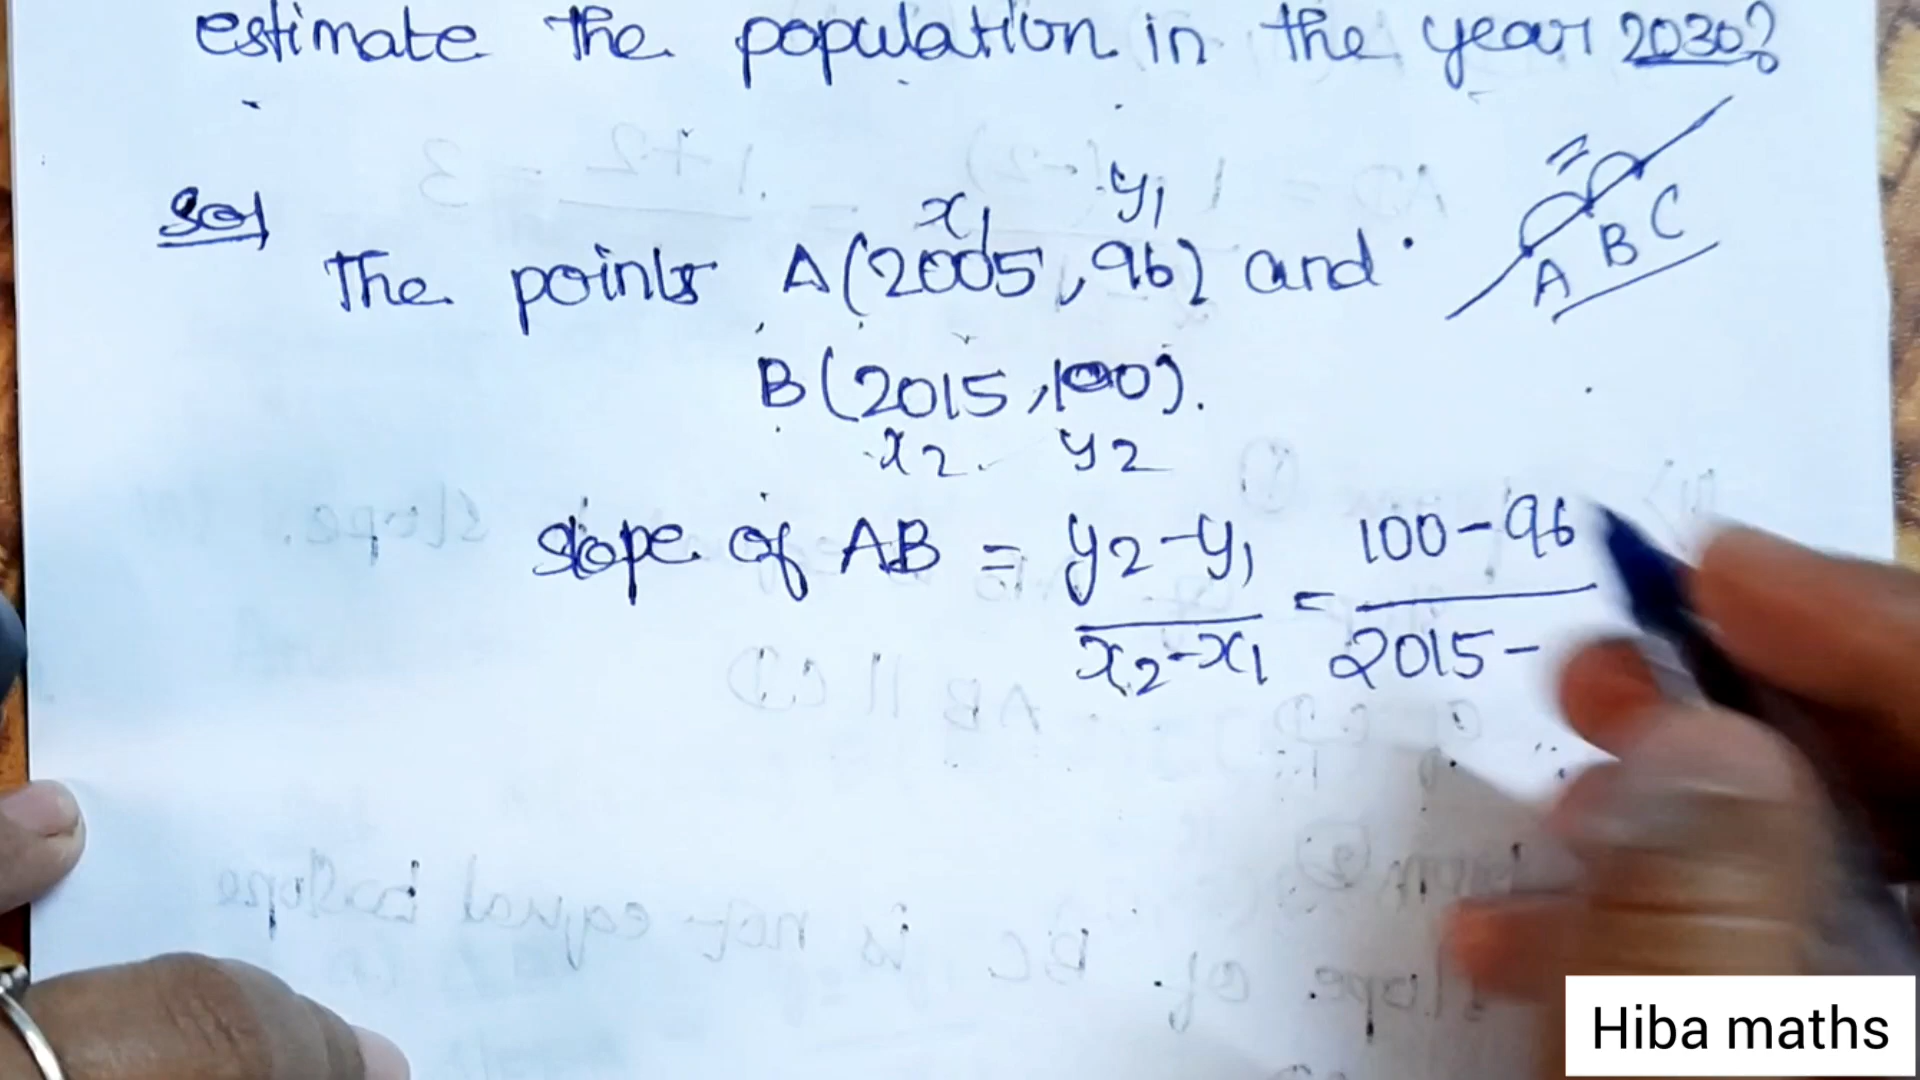 estimate the population in the year 2030?
Sol
x1 y1
The points A(2005, 96) and
A B C
B(2015, 100).
x2 y2
slope of AB = y2-y1 / x2-x1 = 100-96 / 2015-
Hiba maths